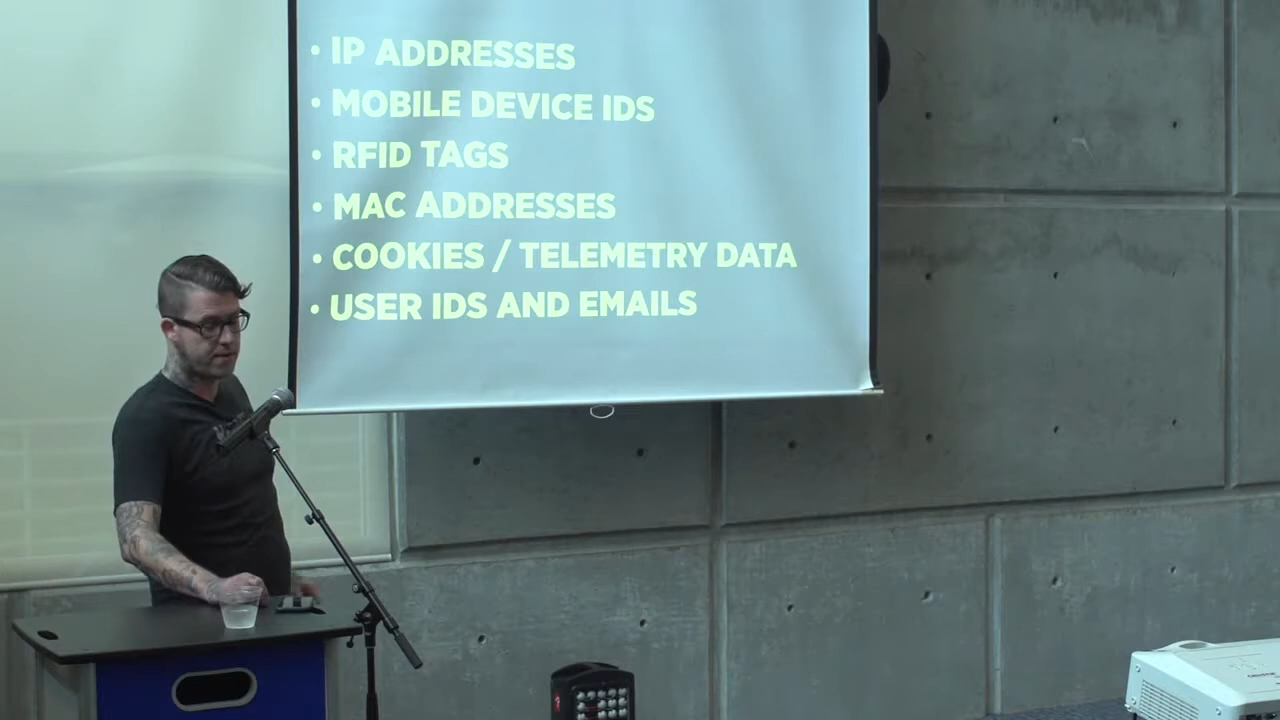 • IP ADDRESSES
• MOBILE DEVICE IDS
• RFID TAGS
• MAC ADDRESSES
• COOKIES / TELEMETRY DATA
• USER IDS AND EMAILS